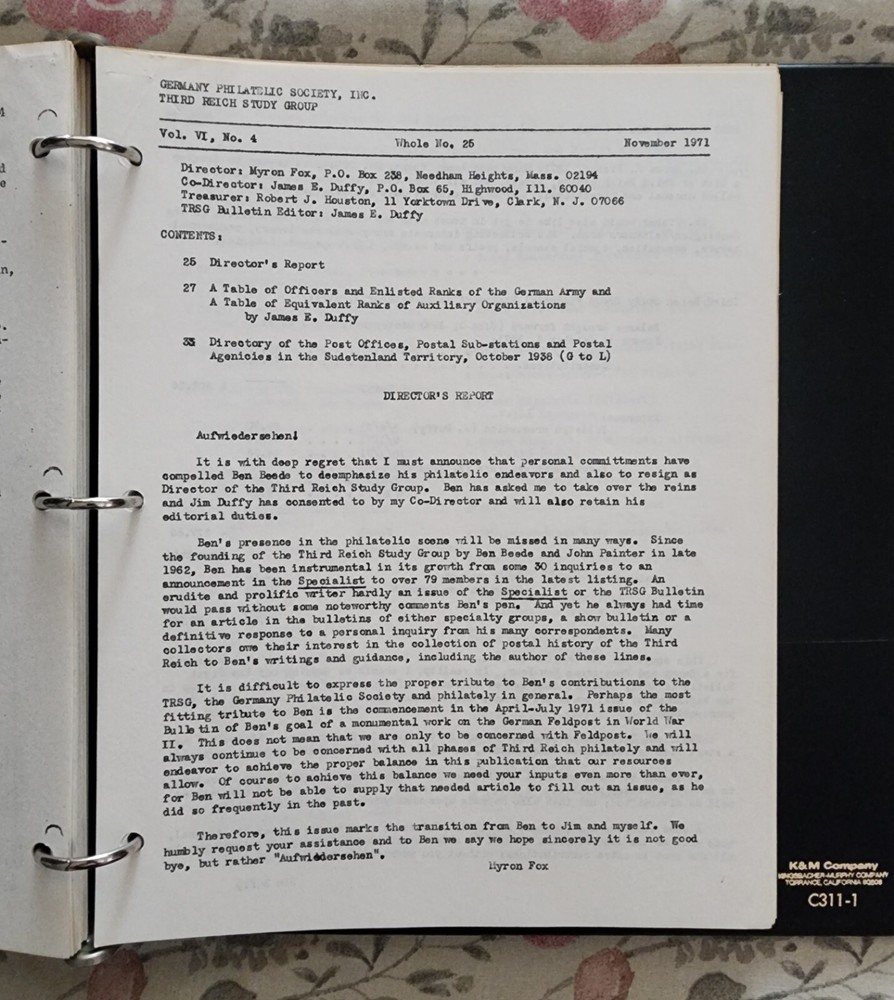 GERMANY PHILATELIC SOCIETY, INC.
THIRD REICH STUDY GROUP
Vol. VI, No. 4 Whole No. 25 November 1971
Director: Myron Fox, P.O. Box 238, Needham Heights, Mass. 02194
Co-Director: James E. Duffy, P.O. Box 65, Highwood, Ill. 60040
Treasurer: Robert J. Houston, 11 Yorktown Drive, Clark, N. J. 07066
TRSG Bulletin Editor: James E. Duffy
CONTENTS:
25 Director's Report
27 A Table of Officers and Enlisted Ranks of the German Army and
A Table of Equivalent Ranks of Auxiliary Organizations
by James E. Duffy
33 Directory of the Post Offices, Postal Sub-stations and Postal
Agenicies in the Sudetenland Territory, October 1938 (G to L)
DIRECTOR'S REPORT
Aufwiedersehen!
It is with deep regret that I must announce that personal committments have
compelled Ben Beede to deemphasize his philatelic endeavors and also to resign as
Director of the Third Reich Study Group. Ben has asked me to take over the reins
and Jim Duffy has consented to by my Co-Director and will also retain his
editorial duties.
Ben's presence in the philatelic scene will be missed in many ways. Since
the founding of the Third Reich Study Group by Ben Beede and John Painter in late
1962, Ben has been instrumental in its growth from some 30 inquiries to an
announcement in the Specialist to over 79 members in the latest listing. An
erudite and prolific writer hardly an issue of the Specialist or the TRSG Bulletin
would pass without some noteworthy comments Ben's pen. And yet he always had time
for an article in the bulletins of either specialty groups, a show bulletin or a
definitive response to a personal inquiry from his many correspondents. Many
collectors owe their interest in the collection of postal history of the Third
Reich to Ben's writings and guidance, including the author of these lines.
It is difficult to express the proper tribute to Ben's contributions to the
TRSG, the Germany Philatelic Society and philately in general. Perhaps the most
fitting tribute to Ben is the commencement in the April-July 1971 issue of the
Bulletin of Ben's goal of a monumental work on the German Feldpost in World War
II. This does not mean that we are only to be concerned with Feldpost. We will
always continue to be concerned with all phases of Third Reich philately and will
endeavor to achieve the proper balance in this publication that our resources
allow. Of course to achieve this balance we need your inputs even more than ever,
for Ben will not be able to supply that needed article to fill out an issue, as he
did so frequently in the past.
Therefore, this issue marks the transition from Ben to Jim and myself. We
humbly request your assistance and to Ben we say we hope sincerely it is not good
bye, but rather "Aufwiedersehen".
Myron Fox
K&M Company
KINGSBACHER-MURPHY COMPANY
TORRANCE, CALIFORNIA
C311-1